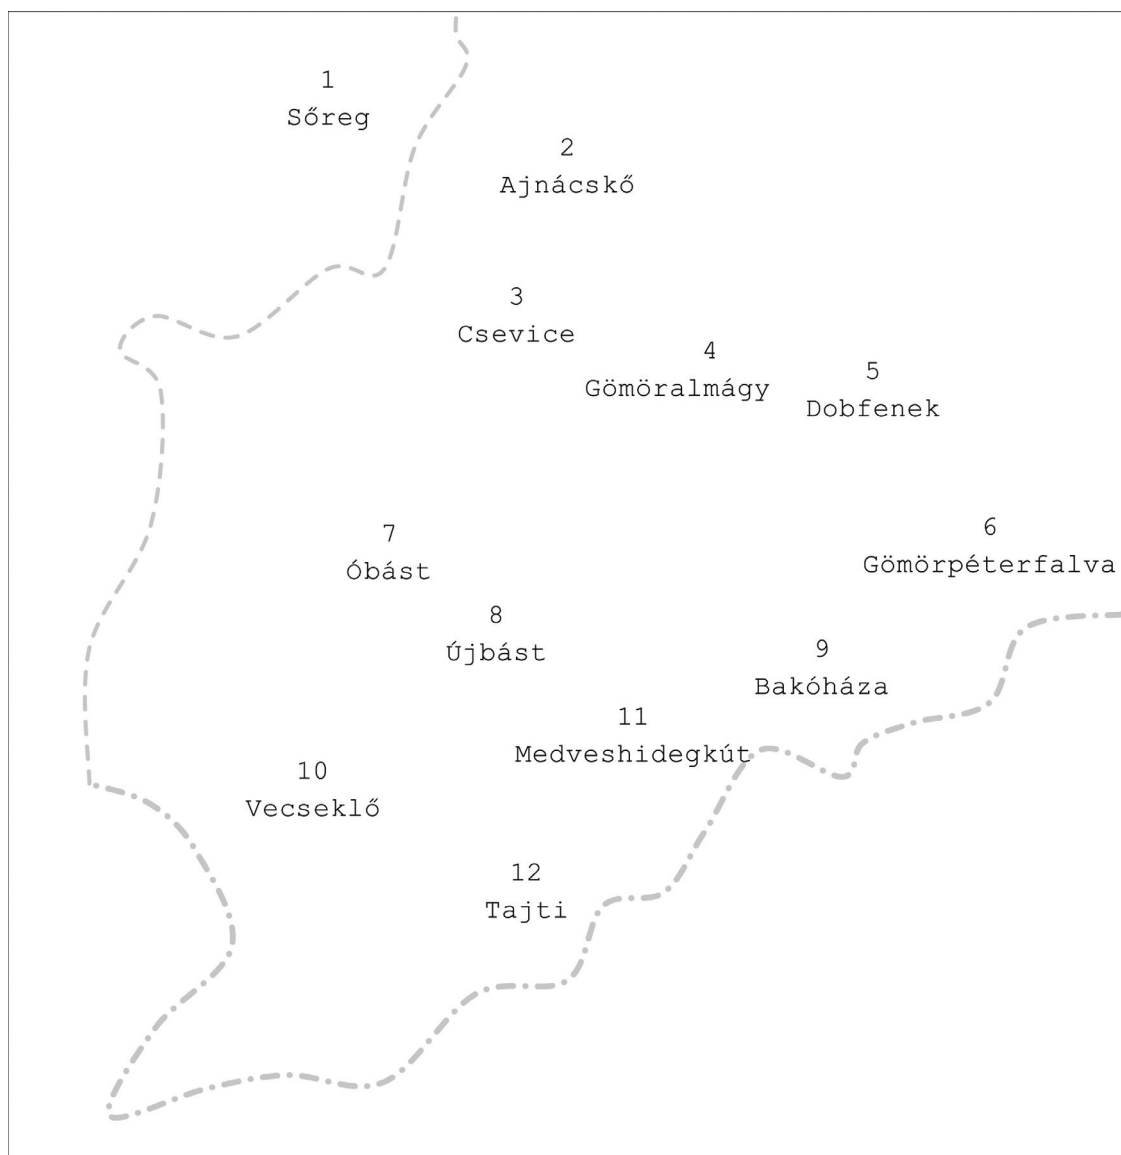 1
Sőreg
2
Ajnácskő
3
Csevice
4
Gömöralmágy
5
Dobfenek
6
Gömörpéterfalva
7
Óbást
8
Újbást
9
Bakóháza
10
Vecseklő
11
Medveshidegkút
12
Tajti